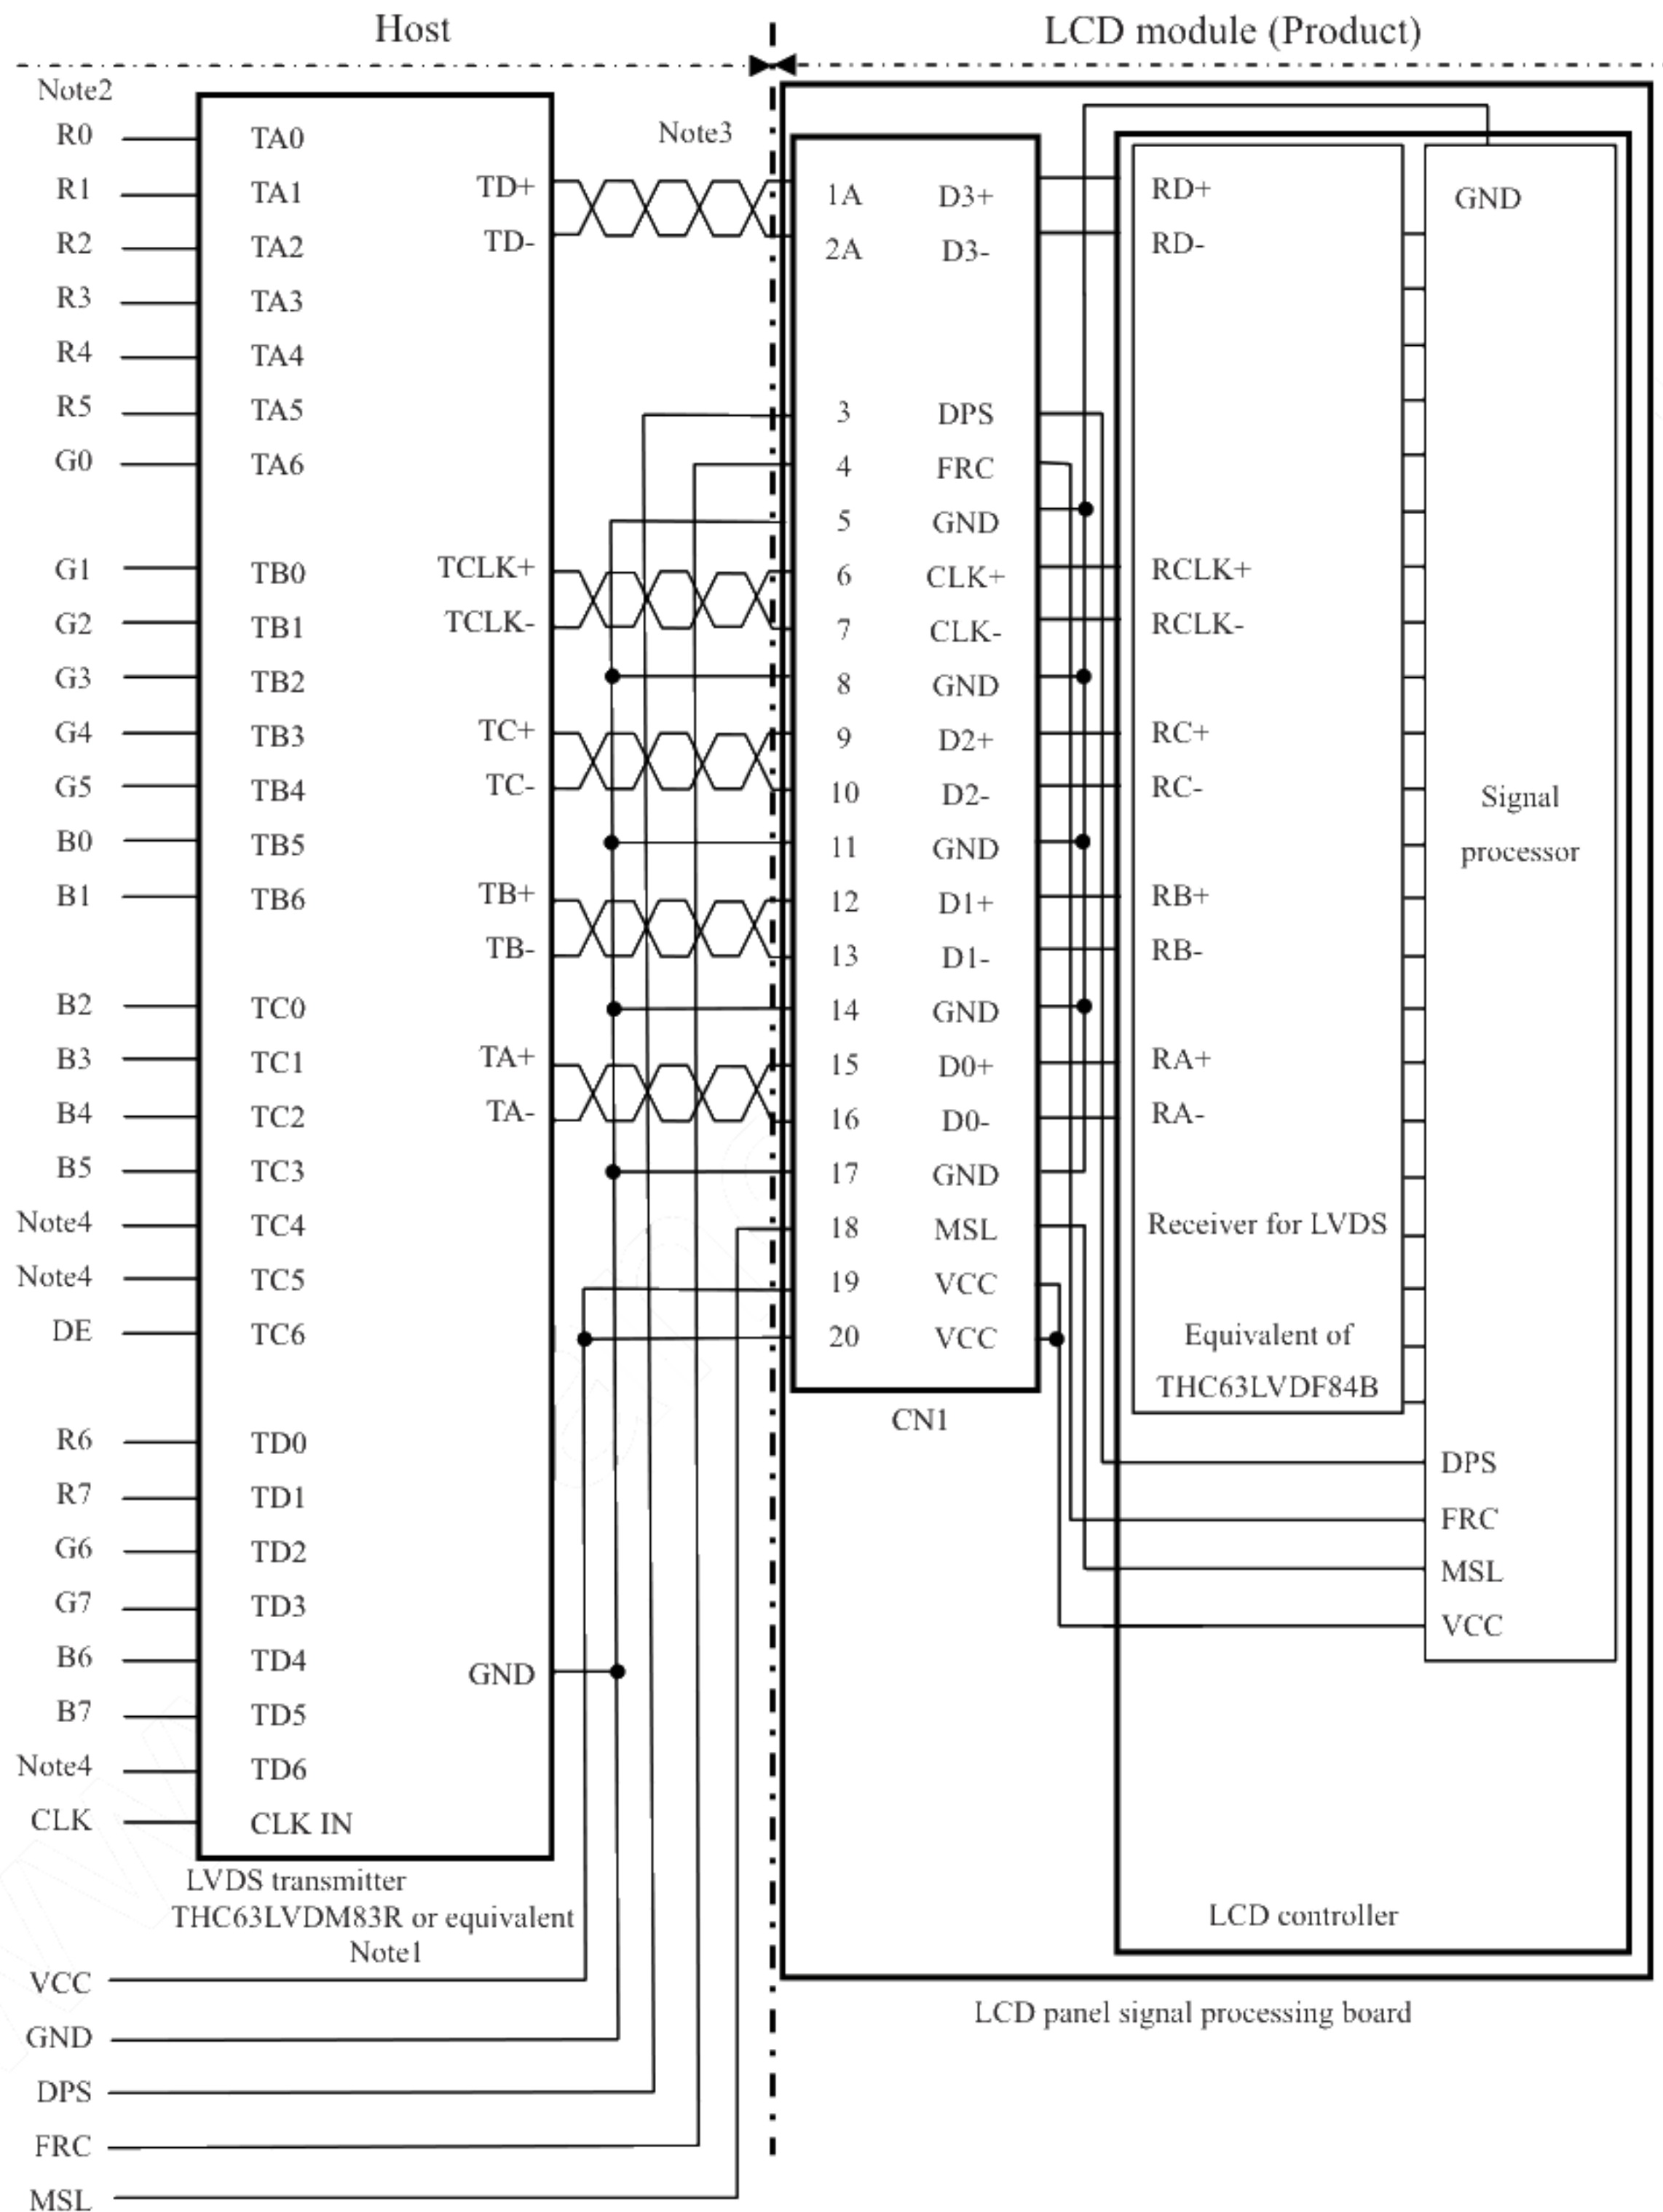 Host
LCD module (Product)
Note2
Note3
R0 TA0
R1 TA1
R2 TA2
R3 TA3
R4 TA4
R5 TA5
G0 TA6
G1 TB0
G2 TB1
G3 TB2
G4 TB3
G5 TB4
B0 TB5
B1 TB6
B2 TC0
B3 TC1
B4 TC2
B5 TC3
Note4 TC4
Note4 TC5
DE TC6
R6 TD0
R7 TD1
G6 TD2
G7 TD3
B6 TD4
B7 TD5
Note4 TD6
CLK CLK IN
TD+
TD-
TCLK+
TCLK-
TC+
TC-
TB+
TB-
TA+
TA-
GND
LVDS transmitter
THC63LVDM83R or equivalent
Note1
VCC
GND
DPS
FRC
MSL
1A D3+
2A D3-
3 DPS
4 FRC
5 GND
6 CLK+
7 CLK-
8 GND
9 D2+
10 D2-
11 GND
12 D1+
13 D1-
14 GND
15 D0+
16 D0-
17 GND
18 MSL
19 VCC
20 VCC
CN1
RD+
RD-
RCLK+
RCLK-
RC+
RC-
RB+
RB-
RA+
RA-
Receiver for LVDS
Equivalent of
THC63LVDF84B
GND
Signal
processor
DPS
FRC
MSL
VCC
LCD controller
LCD panel signal processing board